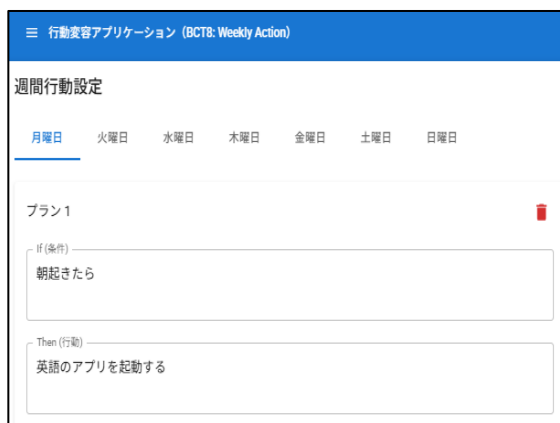 行動変容アプリケーション（BCT8: Weekly Action）
週間行動設定
月曜日 火曜日 水曜日 木曜日 金曜日 土曜日 日曜日
プラン 1
If (条件)
朝起きたら
Then (行動)
英語のアプリを起動する